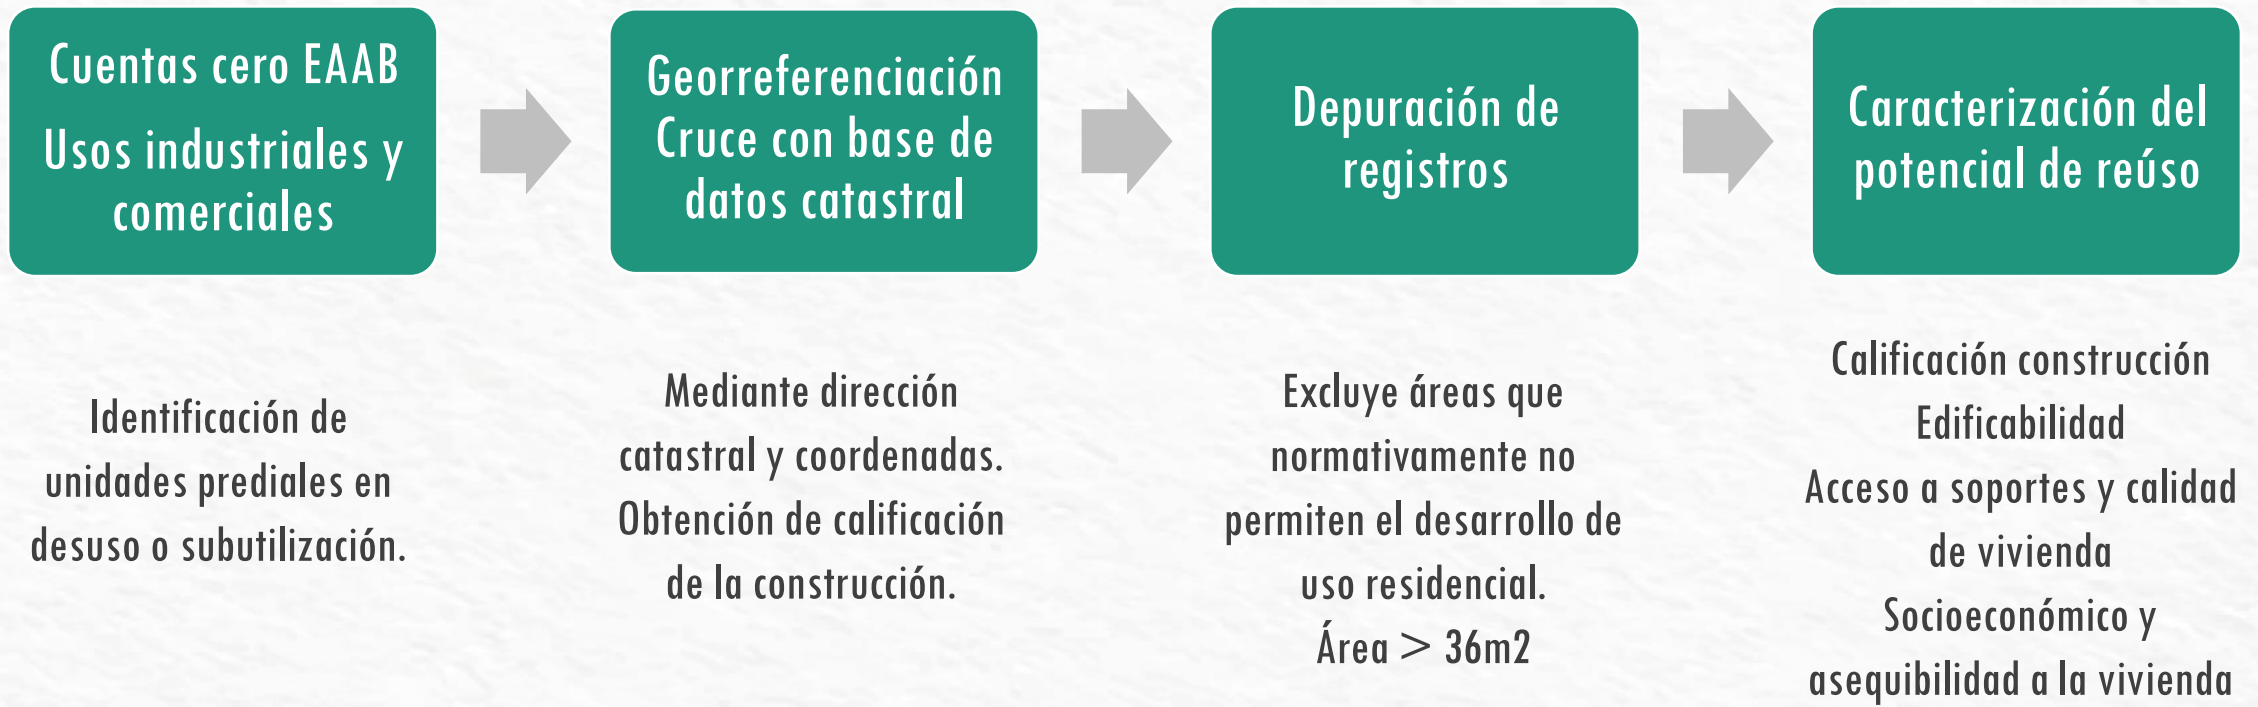 Cuentas cero EAAB
Usos industriales y
comerciales
Georreferenciación
Cruce con base de
datos catastral
Depuración de
registros
Caracterización del
potencial de reúso
Identificación de
unidades prediales en
desuso o subutilización.
Mediante dirección
catastral y coordenadas.
Obtención de calificación
de la construcción.
Excluye áreas que
normativamente no
permiten el desarrollo de
uso residencial.
Área > 36m2
Calificación construcción
Edificabilidad
Acceso a soportes y calidad
de vivienda
Socioeconómico y
asequibilidad a la vivienda